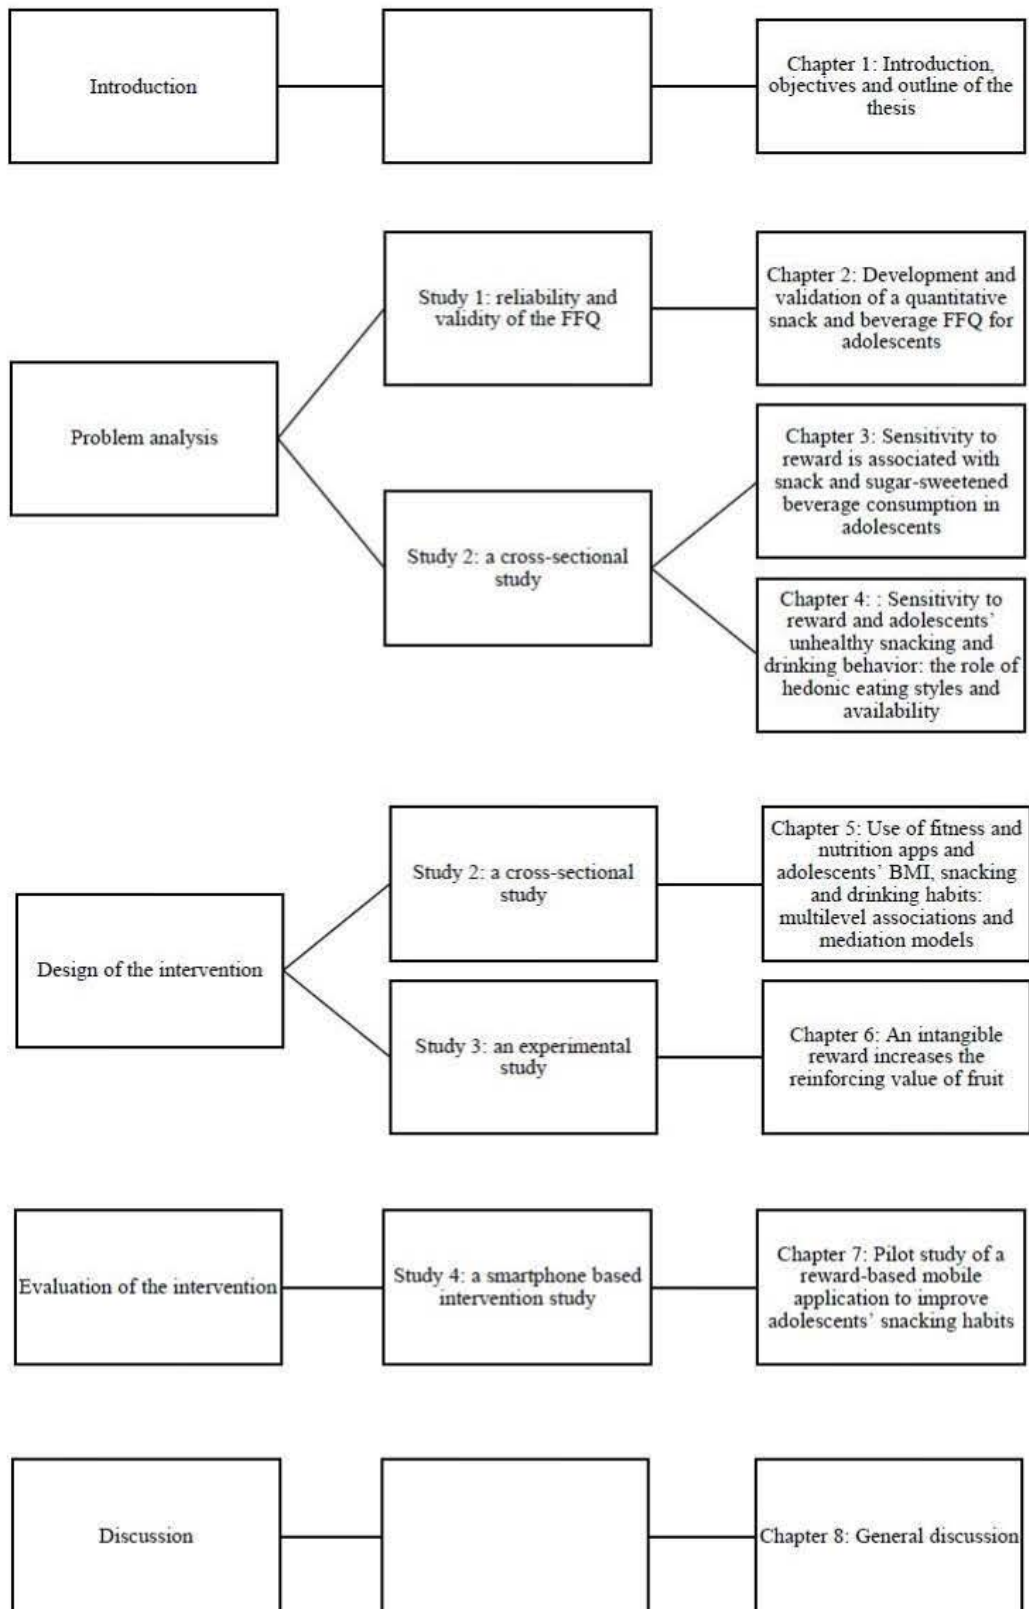 Introduction
Chapter 1: Introduction,
objectives and outline of the
thesis
Problem analysis
Study 1: reliability and
validity of the FFQ
Chapter 2: Development and
validation of a quantitative
snack and beverage FFQ for
adolescents
Study 2: a cross-sectional
study
Chapter 3: Sensitivity to
reward is associated with
snack and sugar-sweetened
beverage consumption in
adolescents
Chapter 4: : Sensitivity to
reward and adolescents’
unhealthy snacking and
drinking behavior: the role of
hedonic eating styles and
availability
Design of the intervention
Study 2: a cross-sectional
study
Chapter 5: Use of fitness and
nutrition apps and
adolescents’ BMI, snacking
and drinking habits:
multilevel associations and
mediation models
Study 3: an experimental
study
Chapter 6: An intangible
reward increases the
reinforcing value of fruit
Evaluation of the intervention
Study 4: a smartphone based
intervention study
Chapter 7: Pilot study of a
reward-based mobile
application to improve
adolescents’ snacking habits
Discussion
Chapter 8: General discussion